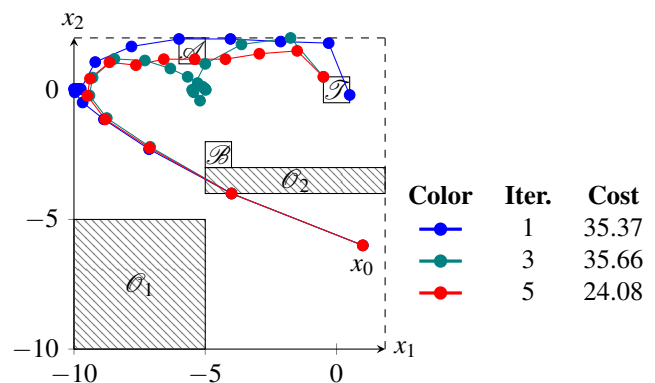 x₂
𝒜
0
𝒯
ℬ
𝒪₂
Color Iter. Cost
−5
1 35.37
x₀
3 35.66
𝒪₁
5 24.08
−10
x₁
−10 −5 0